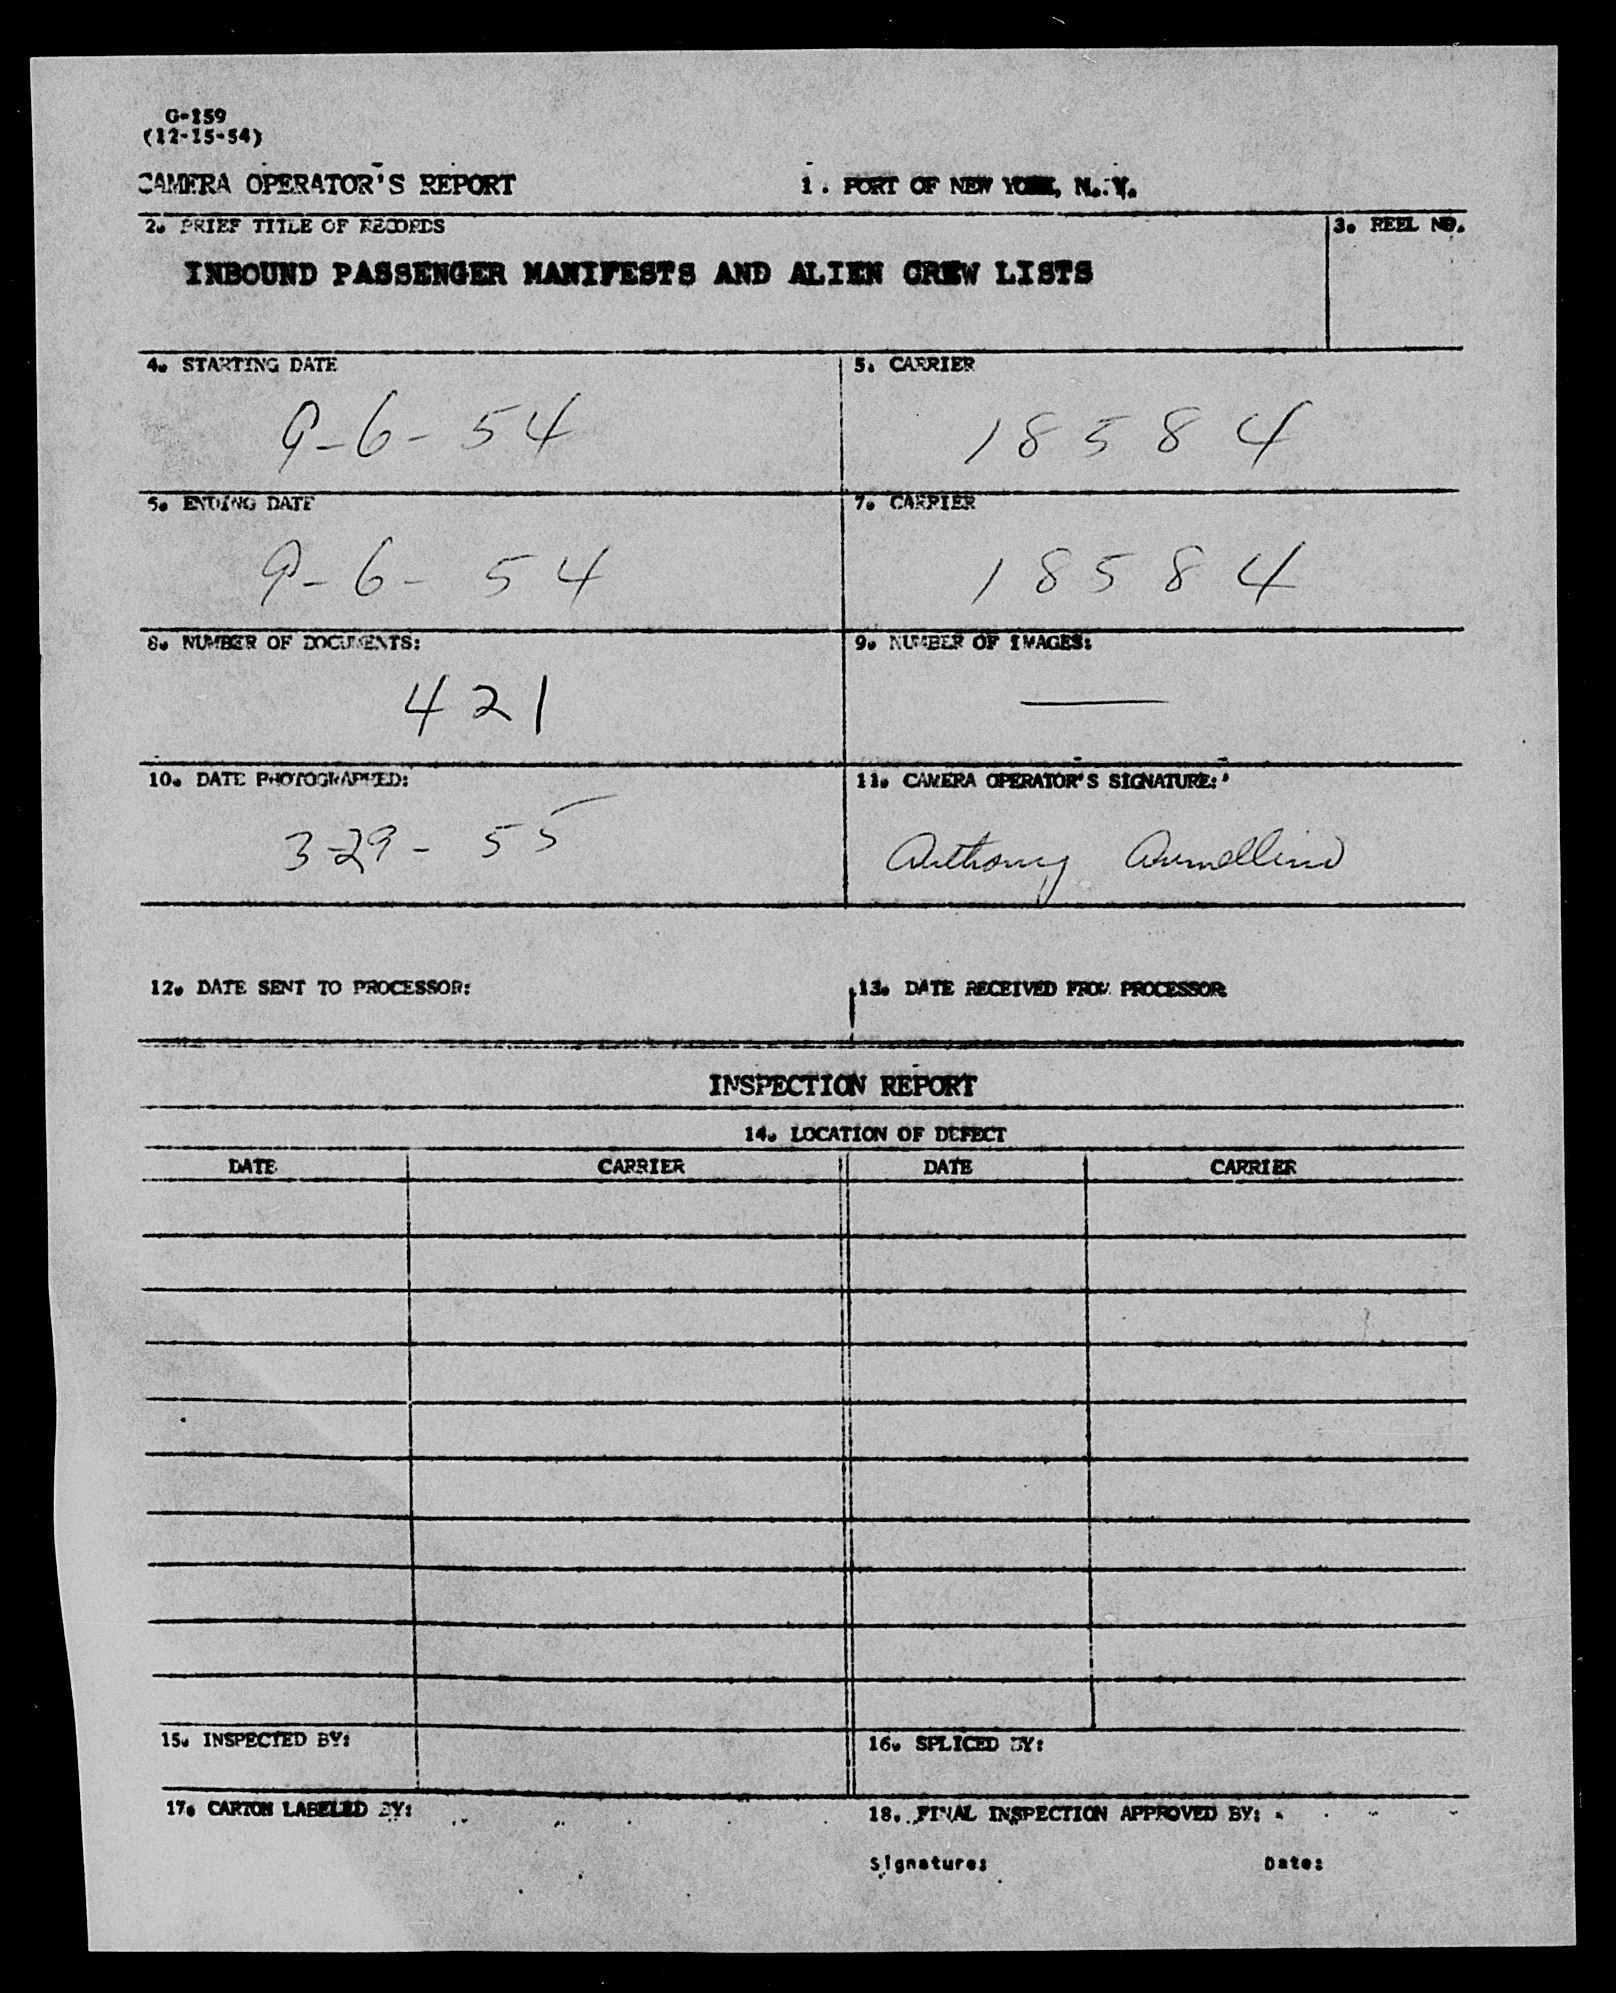 G-159
(12-15-54)
CAMERA OPERATOR'S REPORT 1. PORT OF NEW YORK, N. Y.
2. BRIEF TITLE OF RECORDS 3. REEL NO.
INBOUND PASSENGER MANIFESTS AND ALIEN CREW LISTS
4. STARTING DATE 5. CARRIER
9-6-54 18584
5. ENDING DATE 7. CARRIER
9-6-54 18584
8. NUMBER OF DOCUMENTS: 9. NUMBER OF IMAGES:
421 —
10. DATE PHOTOGRAPHED: 11. CAMERA OPERATOR'S SIGNATURE:
3-29-55 Anthony
12. DATE SENT TO PROCESSOR: 13. DATE RECEIVED FROM PROCESSOR
INSPECTION REPORT
14. LOCATION OF DEFECT
DATE CARRIER DATE CARRIER
15. INSPECTED BY: 16. SPLICED BY:
17. CARTON LABELED BY: 18. FINAL INSPECTION APPROVED BY:
Signature: Date: